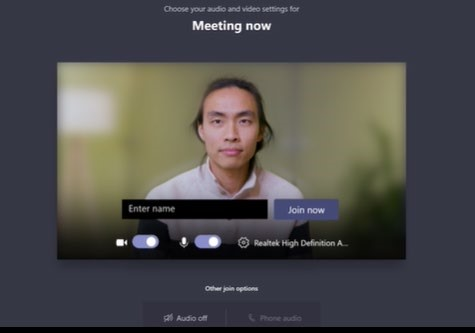 Choose your audio and video settings for
Meeting now
Enter name
Join now
Realtek High Definition A...
Other join options
Audio off
Phone audio